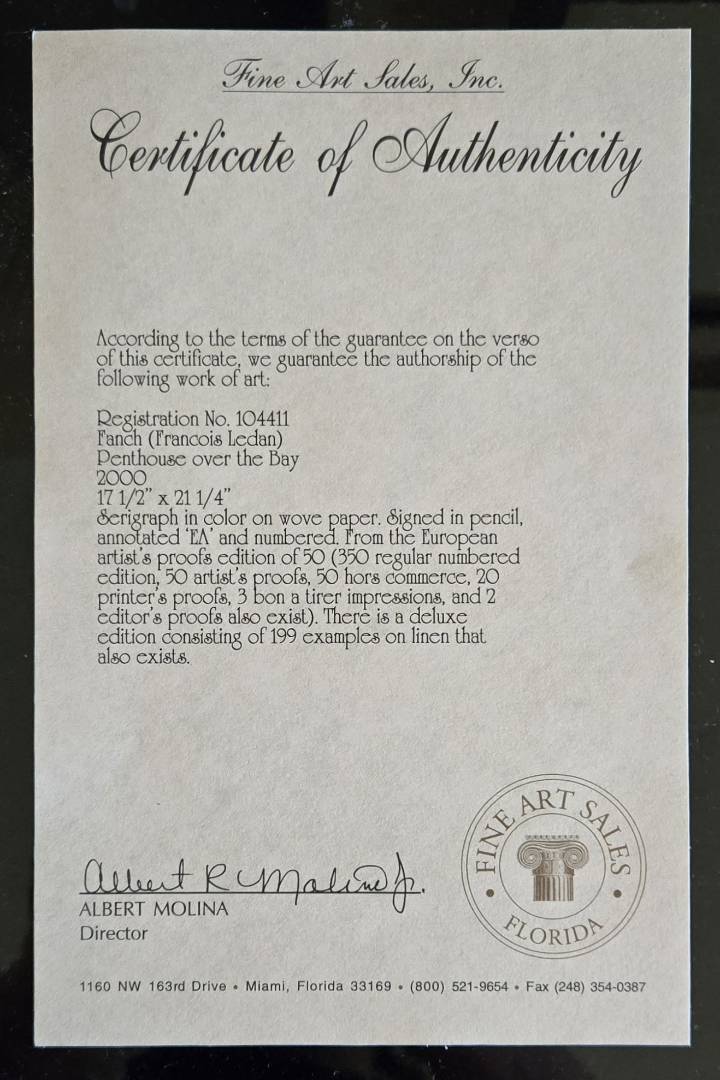 Fine Art Sales, Inc.
Certificate of Authenticity
According to the terms of the guarantee on the verso
of this certificate, we guarantee the authorship of the
following work of art:
Registration No. 104411
Fanch (Francois Ledan)
Penthouse over the Bay
2000
17 1/2" x 21 1/4"
Serigraph in color on wove paper. Signed in pencil,
annotated 'EA' and numbered. From the European
artist's proofs edition of 50 (350 regular numbered
edition, 50 artist's proofs, 50 hors commerce, 20
printer's proofs, 3 bon a tirer impressions, and 2
editor's proofs also exist). There is a deluxe
edition consisting of 199 examples on linen that
also exists.
FINE ART SALES
FLORIDA
Albert R Molina Jr.
ALBERT MOLINA
Director
1160 NW 163rd Drive • Miami, Florida 33169 • (800) 521-9654 • Fax (248) 354-0387